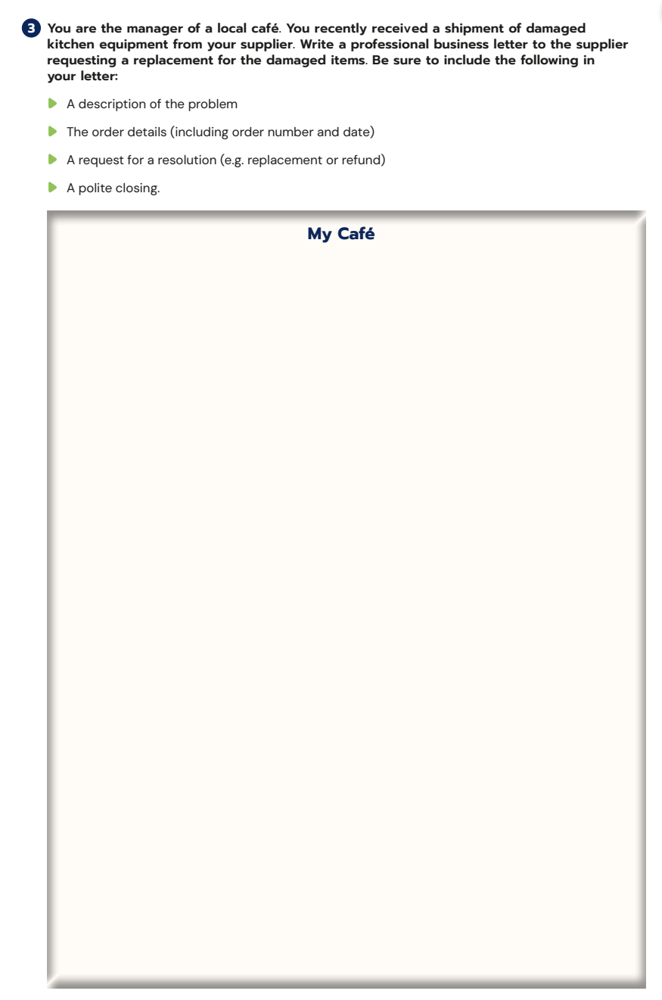 3 You are the manager of a local café. You recently received a shipment of damaged
kitchen equipment from your supplier. Write a professional business letter to the supplier
requesting a replacement for the damaged items. Be sure to include the following in
your letter:
A description of the problem
The order details (including order number and date)
A request for a resolution (e.g. replacement or refund)
A polite closing.
My Café